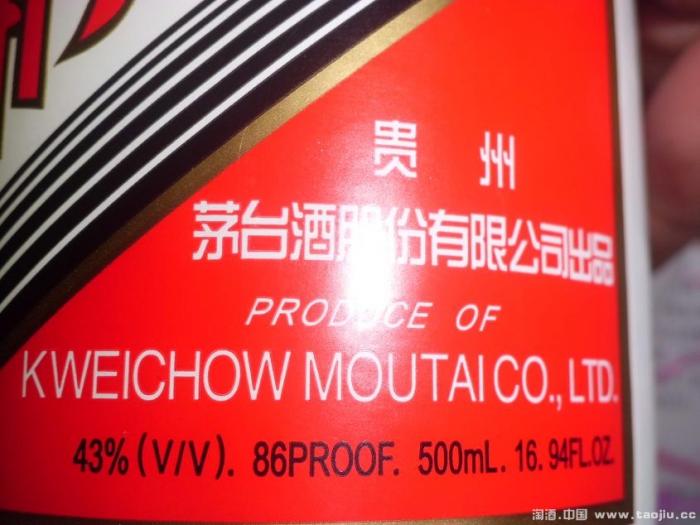 贵州
茅台酒股份有限公司出品
PRODUCE OF
KWEICHOW MOUTAI CO., LTD.
43% (V/V). 86PROOF. 500mL. 16.94FL.OZ.
淘酒.中国 www.taojiu.cc